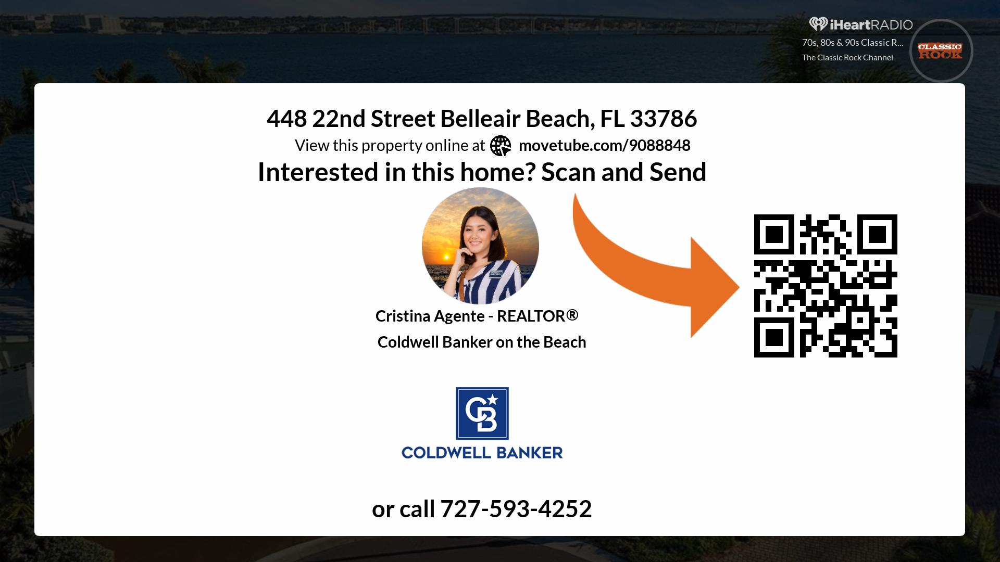 iHeartRADIO
70s, 80s & 90s Classic R...
The Classic Rock Channel
CLASSIC
ROCK
448 22nd Street Belleair Beach, FL 33786
View this property online at movetube.com/9088848
Interested in this home? Scan and Send
Cristina Agente - REALTOR®
Coldwell Banker on the Beach
CB
COLDWELL BANKER
or call 727-593-4252